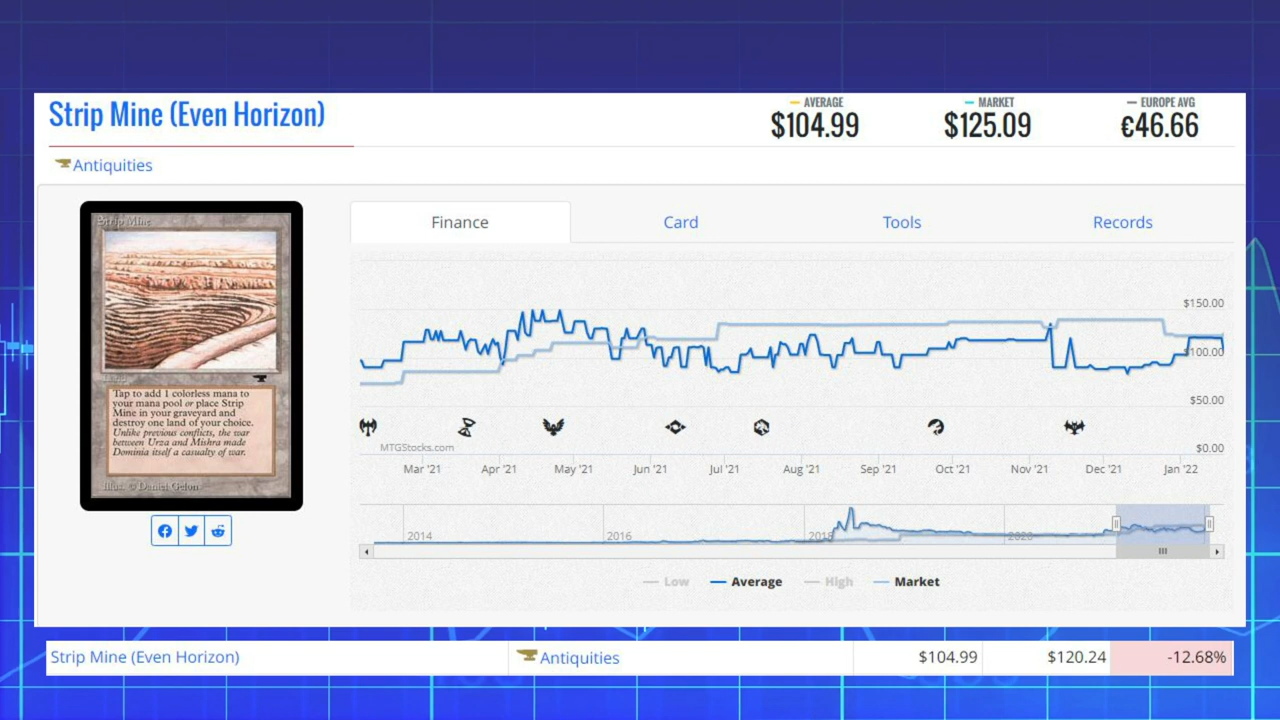 Strip Mine (Even Horizon)
AVERAGE
$104.99
MARKET
$125.09
EUROPE AVG
€46.66
Antiquities
Strip Mine
Tap to add 1 colorless mana to
your mana pool or place Strip
Mine in your graveyard and
destroy one land of your choice.
Unlike previous conflicts, the war
between Urza and Mishra made
Dominia itself a casualty of war.
Illus. © Daniel Gelon
Finance
Card
Tools
Records
$150.00
$100.00
$50.00
$0.00
MTGStocks.com
Mar '21
Apr '21
May '21
Jun '21
Jul '21
Aug '21
Sep '21
Oct '21
Nov '21
Dec '21
Jan '22
2014
2016
2018
2020
Low
Average
High
Market
Strip Mine (Even Horizon)
Antiquities
$104.99
$120.24
-12.68%